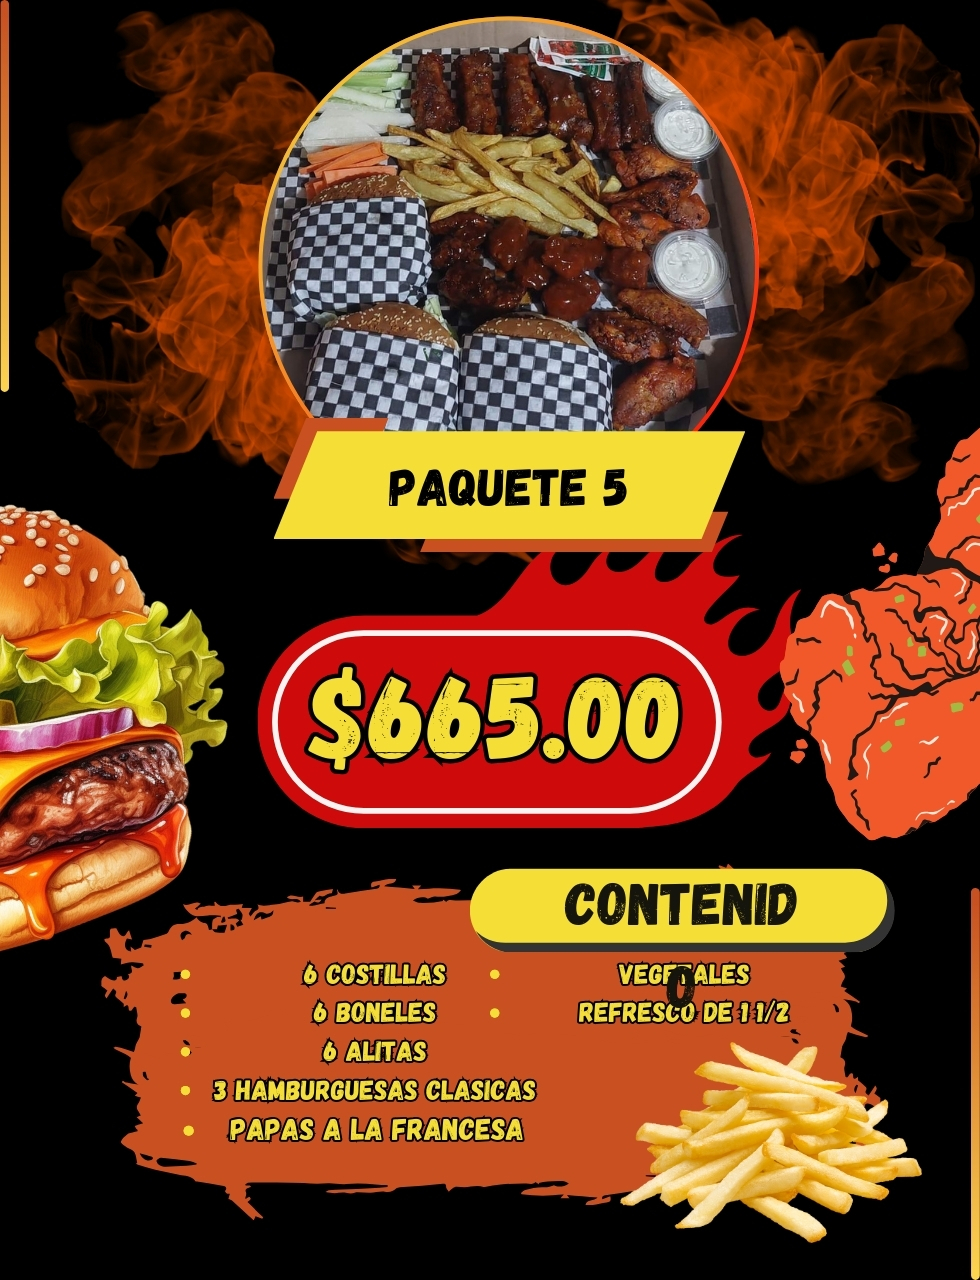 PAQUETE 5
$665.00
CONTENID
O
6 COSTILLAS
6 BONELES
6 ALITAS
3 HAMBURGUESAS CLASICAS
PAPAS A LA FRANCESA
VEGETALES
REFRESCO DE 1 1/2